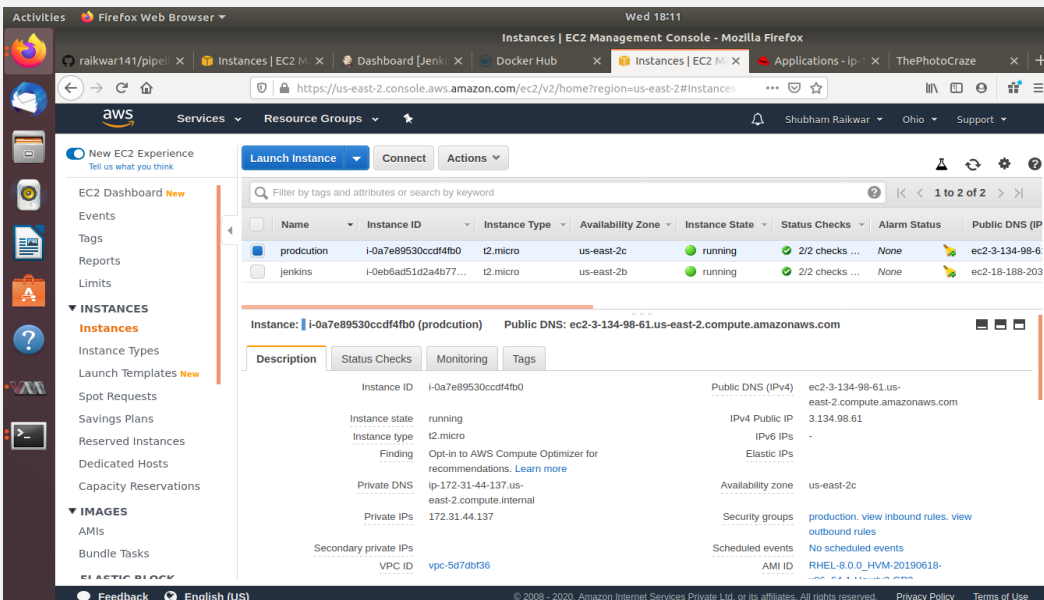 Activities Firefox Web Browser Wed 18:11
Instances | EC2 Management Console - Mozilla Firefox
raikwar141/pipel Instances | EC2 M Dashboard [Jenki Docker Hub Instances | EC2 M Applications - ip-1 ThePhotoCraze
https://us-east-2.console.aws.amazon.com/ec2/v2/home?region=us-east-2#Instances
aws Services Resource Groups Shubham Raikwar Ohio Support
New EC2 Experience
Tell us what you think
Launch Instance Connect Actions
EC2 Dashboard New
Filter by tags and attributes or search by keyword 1 to 2 of 2
Events
Tags
Reports
Limits
Name Instance ID Instance Type Availability Zone Instance State Status Checks Alarm Status Public DNS (IP
prodcution i-0a7e89530ccdf4fb0 t2.micro us-east-2c running 2/2 checks ... None ec2-3-134-98-6
jenkins i-0eb6ad51d2a4b77... t2.micro us-east-2b running 2/2 checks ... None ec2-18-188-203
INSTANCES
Instances
Instance Types
Launch Templates New
Spot Requests
Savings Plans
Reserved Instances
Dedicated Hosts
Capacity Reservations
IMAGES
AMIs
Bundle Tasks
ELASTIC BLOCK
Instance: i-0a7e89530ccdf4fb0 (prodcution) Public DNS: ec2-3-134-98-61.us-east-2.compute.amazonaws.com
Description Status Checks Monitoring Tags
Instance ID i-0a7e89530ccdf4fb0 Public DNS (IPv4) ec2-3-134-98-61.us-
east-2.compute.amazonaws.com
Instance state running IPv4 Public IP 3.134.98.61
Instance type t2.micro IPv6 IPs -
Finding Opt-in to AWS Compute Optimizer for Elastic IPs
recommendations. Learn more
Private DNS ip-172-31-44-137.us- Availability zone us-east-2c
east-2.compute.internal
Private IPs 172.31.44.137 Security groups production. view inbound rules. view
outbound rules
Secondary private IPs Scheduled events No scheduled events
VPC ID vpc-5d7dbf36 AMI ID RHEL-8.0.0_HVM-20190618-
Feedback English (US) © 2008 - 2020, Amazon Internet Services Private Ltd. or its affiliates. All rights reserved. Privacy Policy Terms of Use